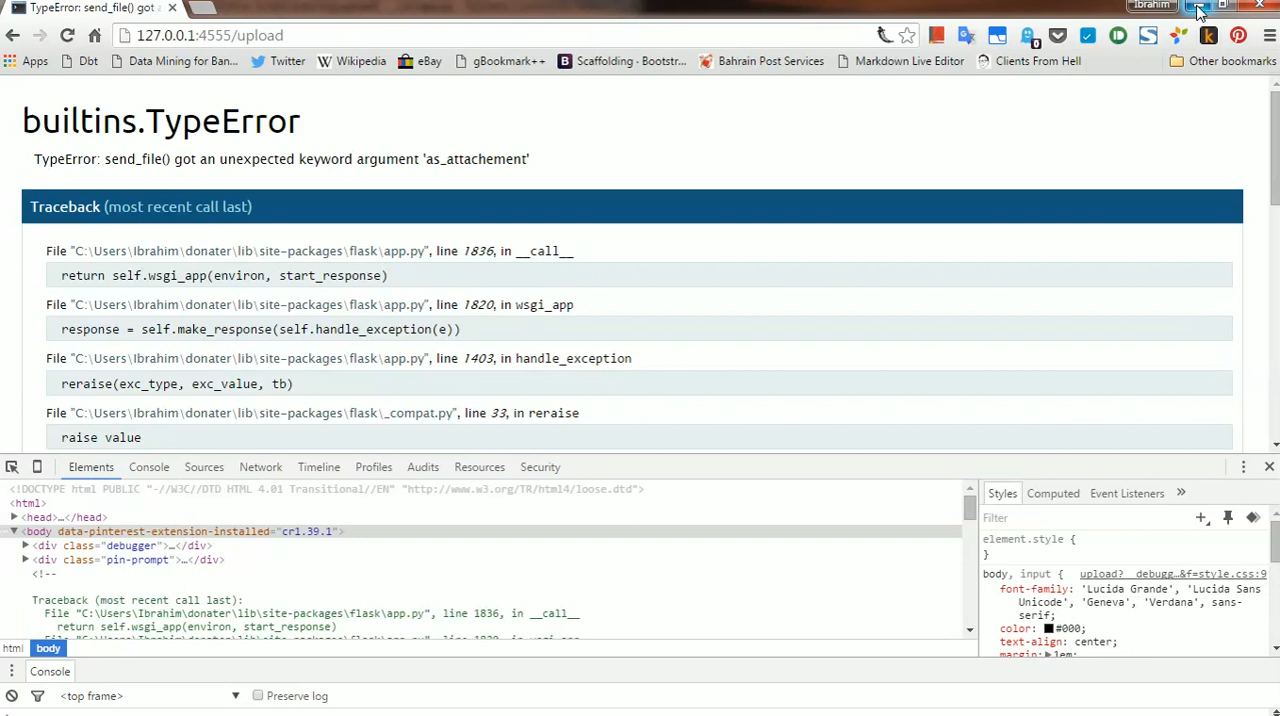 TypeError: send_file() got a
Ibrahim
127.0.0.1:4555/upload
0
Apps Dbt Data Mining for Ban... Twitter Wikipedia eBay gBookmark++ Scaffolding · Bootstr... Bahrain Post Services Markdown Live Editor Clients From Hell Other bookmarks
builtins.TypeError
TypeError: send_file() got an unexpected keyword argument 'as_attachement'
Traceback (most recent call last)
File "C:\Users\Ibrahim\donater\lib\site-packages\flask\app.py", line 1836, in __call__
return self.wsgi_app(environ, start_response)
File "C:\Users\Ibrahim\donater\lib\site-packages\flask\app.py", line 1820, in wsgi_app
response = self.make_response(self.handle_exception(e))
File "C:\Users\Ibrahim\donater\lib\site-packages\flask\app.py", line 1403, in handle_exception
reraise(exc_type, exc_value, tb)
File "C:\Users\Ibrahim\donater\lib\site-packages\flask\_compat.py", line 33, in reraise
raise value
Elements Console Sources Network Timeline Profiles Audits Resources Security
<!DOCTYPE html PUBLIC "-//W3C//DTD HTML 4.01 Transitional//EN" "http://www.w3.org/TR/html4/loose.dtd">
<html>
<head>…</head>
<body data-pinterest-extension-installed="cr1.39.1">
<div class="debugger">…</div>
<div class="pin-prompt">…</div>
<!--
Traceback (most recent call last):
File "C:\Users\Ibrahim\donater\lib\site-packages\flask\app.py", line 1836, in __call__
return self.wsgi_app(environ, start_response)
html body
Styles Computed Event Listeners »
Filter
element.style {
}
body, input { upload?__debugg…&f=style.css:9
font-family: 'Lucida Grande', 'Lucida Sans
Unicode', 'Geneva', 'Verdana', sans-
serif;
color: #000;
text-align: center;
margin: 1em;
Console
<top frame> Preserve log